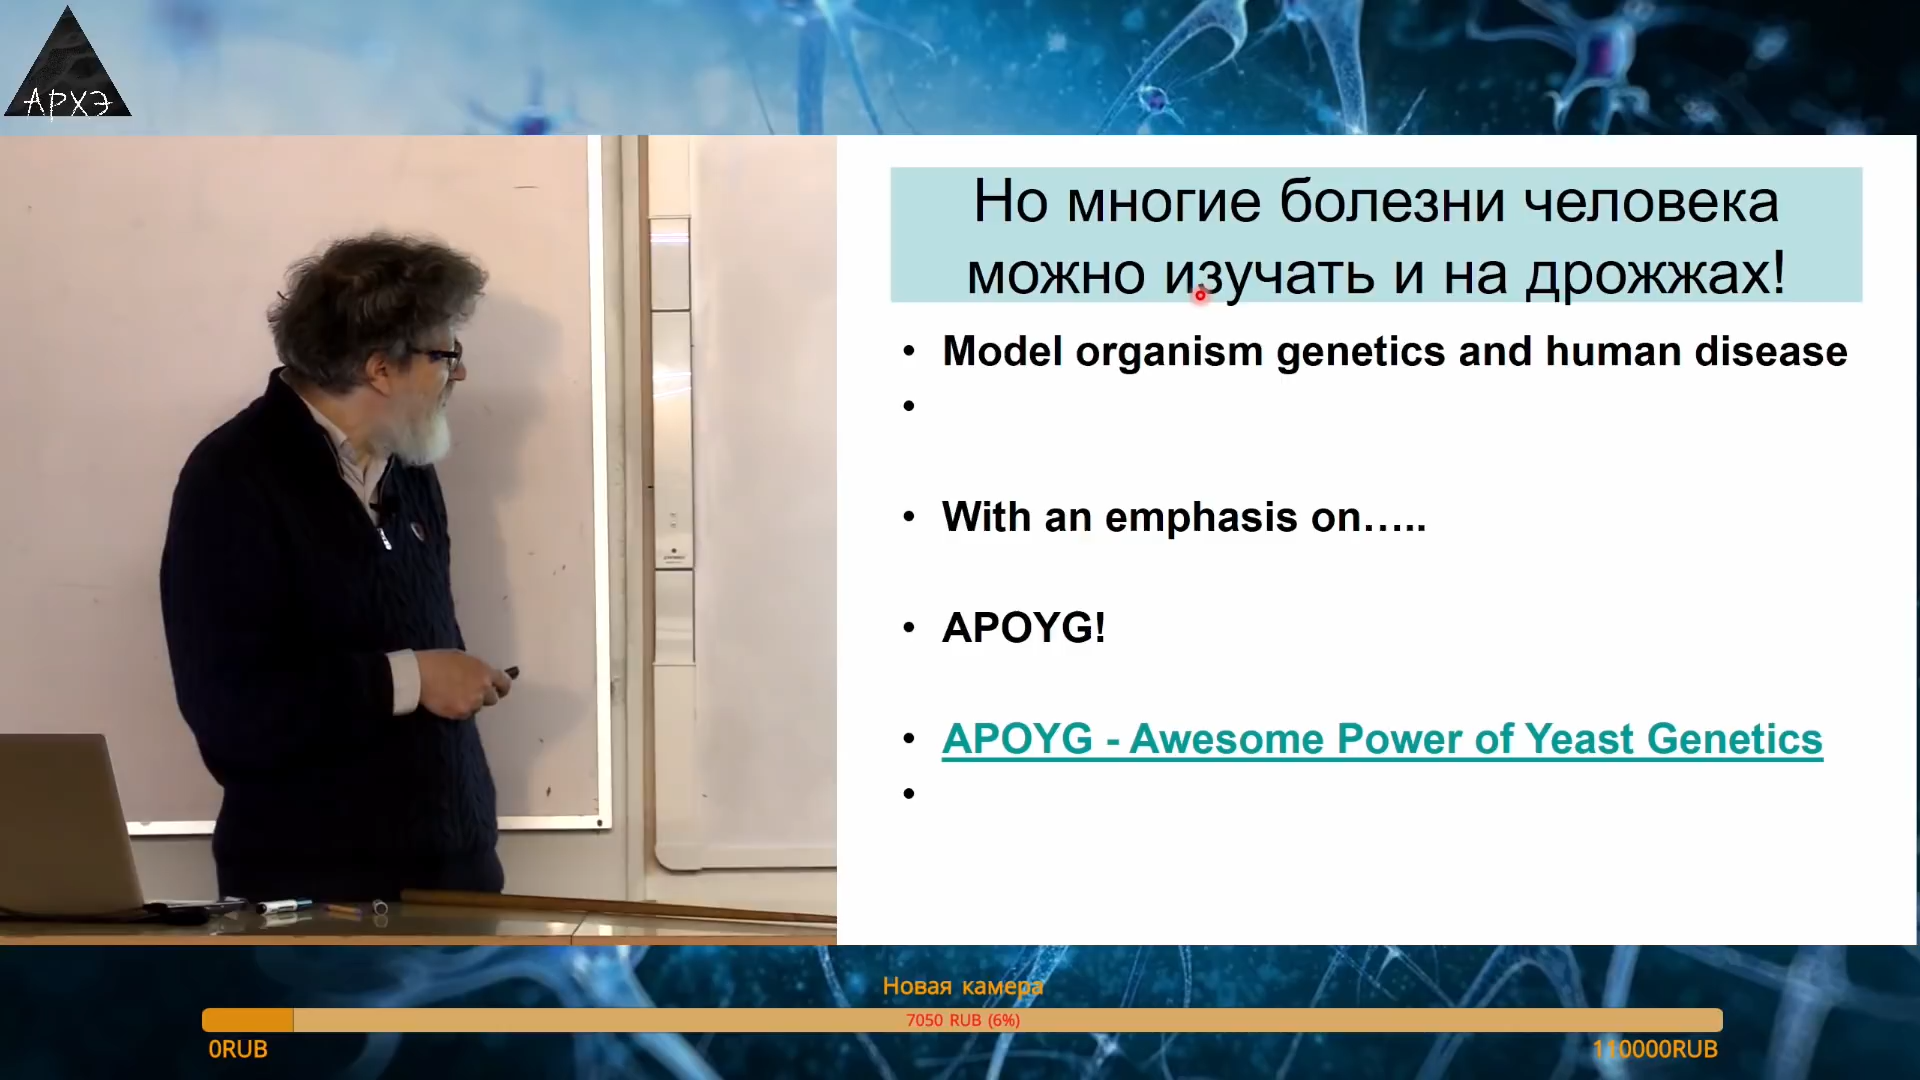 АРХЭ
Но многие болезни человека
можно изучать и на дрожжах!
• Model organism genetics and human disease
•
• With an emphasis on…..
• APOYG!
• APOYG - Awesome Power of Yeast Genetics
•
Новая камера
7050 RUB (6%)
0RUB
110000RUB